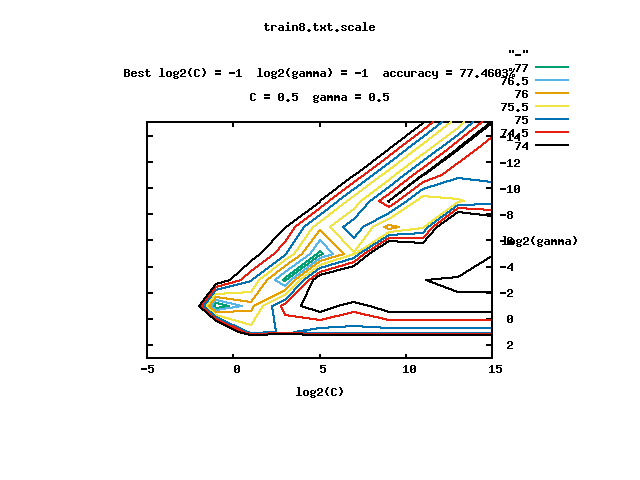 train8.txt.scale
"-"
Best log2(C) = -1 log2(gamma) = -1 accuracy = 77.4603%
77
76.5
C = 0.5 gamma = 0.5
76
75.5
75
74.5
74
-14
-12
-10
-8
-6
log2(gamma)
-4
-2
0
2
-5 0 5 10 15
log2(C)